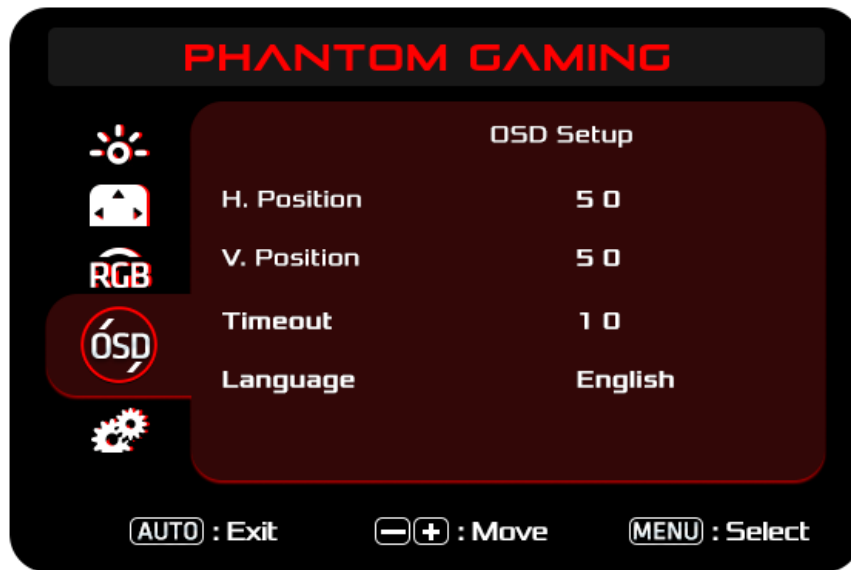 PHANTOM GAMING
OSD Setup
H. Position 50
V. Position 50
RGB
Timeout 10
OSD
Language English
AUTO : Exit - + : Move MENU : Select